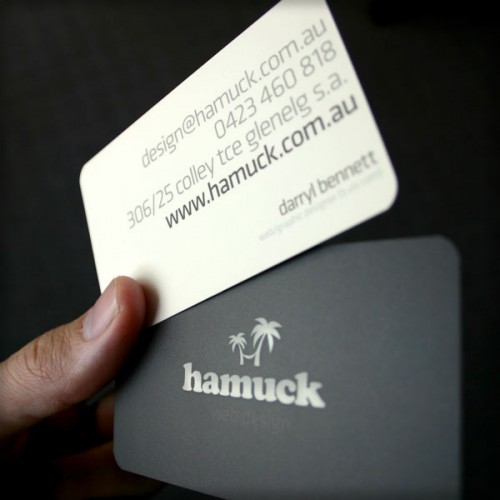 design@hamuck.com.au
0423 460 818
306/25 colley tce glenelg s.a.
www.hamuck.com.au
darryl bennett
hamuck